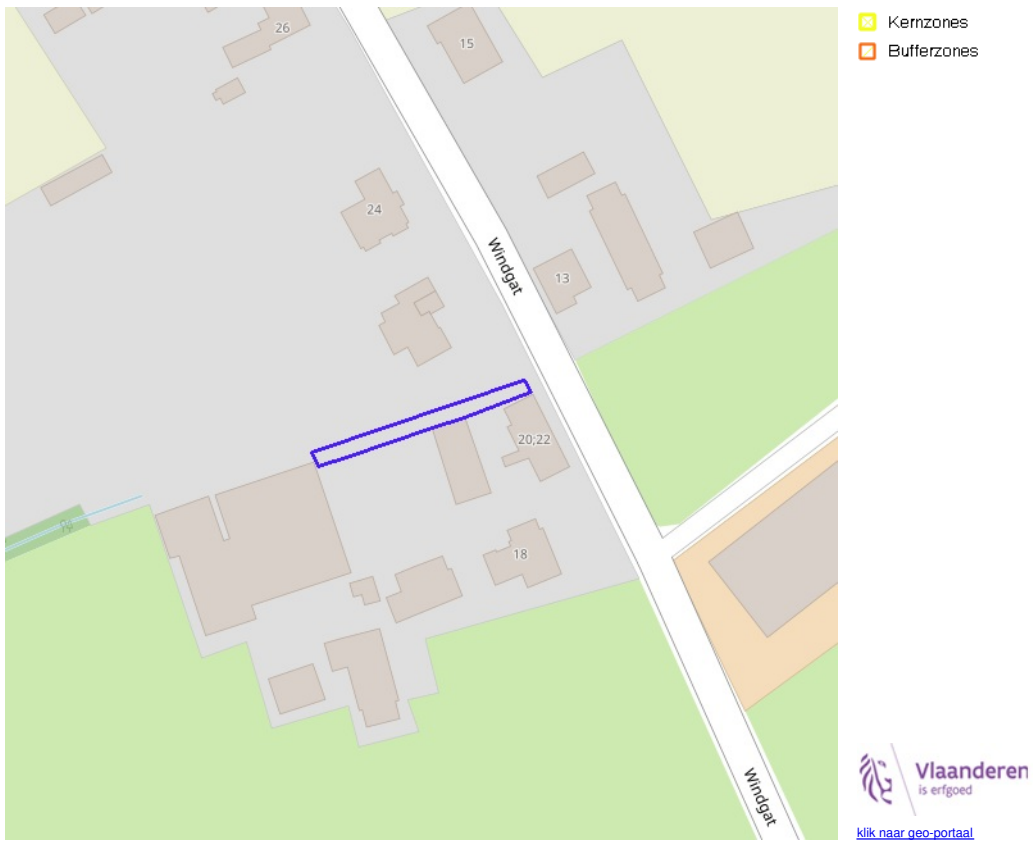 26
15
Kernzones
Bufferzones
24
Windgat
13
20;22
18
Windgat
Vlaanderen
is erfgoed
klik naar geo-portaal